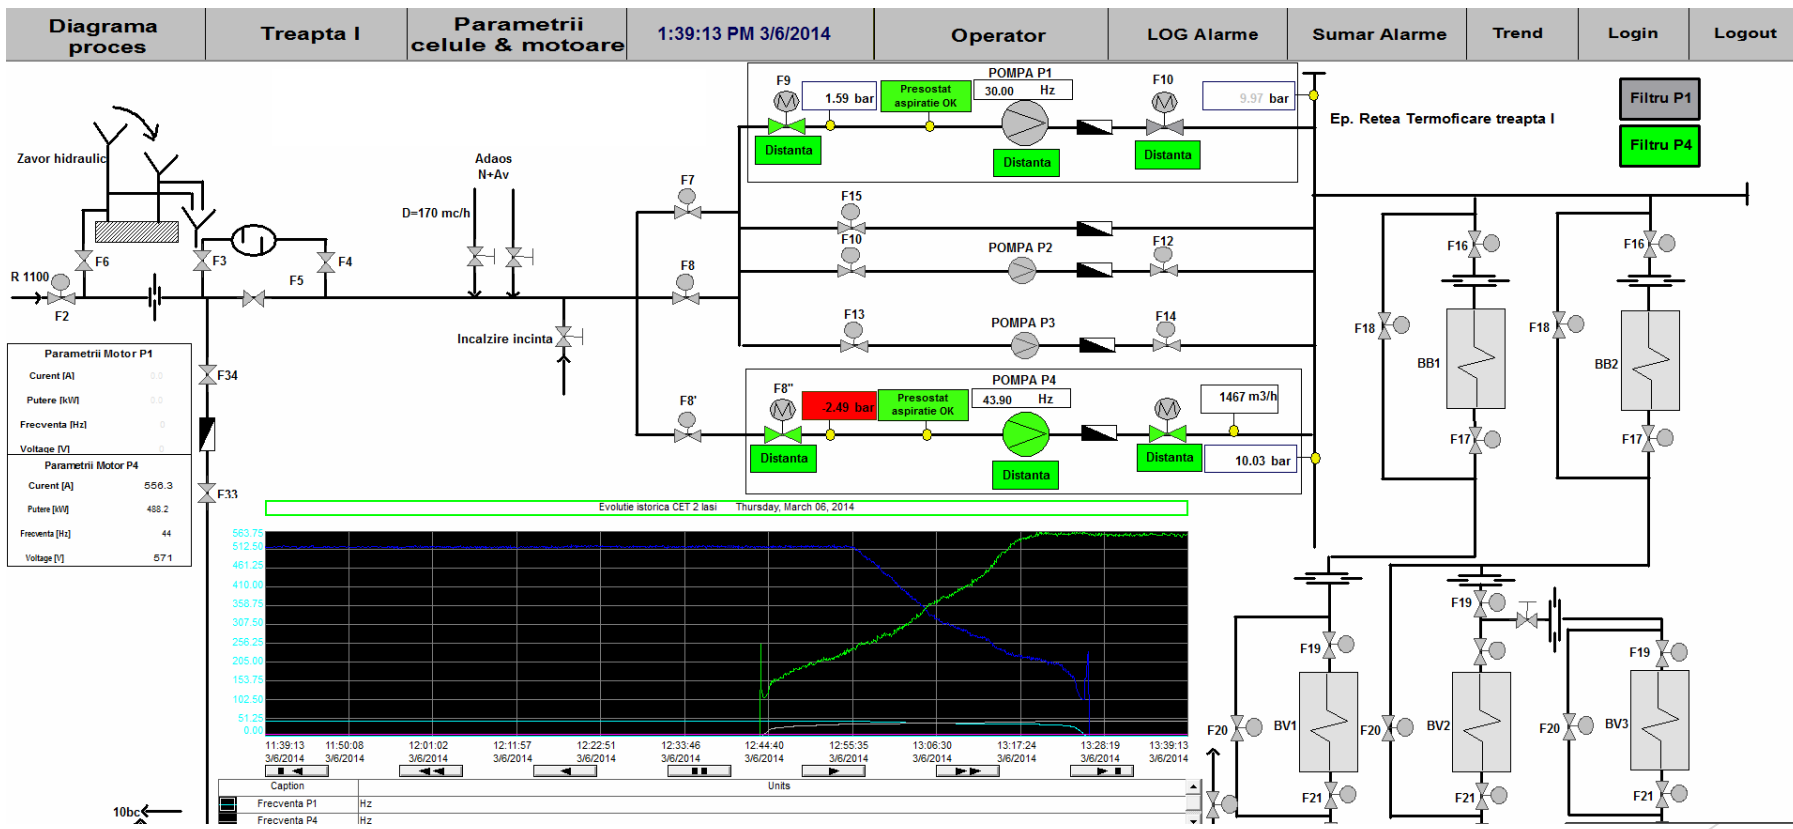 Diagrama
proces
Treapta I
Parametrii
celule & motoare
1:39:13 PM 3/6/2014
Operator
LOG Alarme
Sumar Alarme
Trend
Login
Logout
POMPA P1
F9
1.59 bar
Presostat
aspiratie OK
30.00 Hz
F10
9.97 bar
Distanta
Distanta
Distanta
Ep. Retea Termoficare treapta I
Filtru P1
Filtru P4
Zavor hidraulic
Adaos
N+Av
D=170 mc/h
F7
F15
F10
POMPA P2
F12
F6
F3
F4
F5
R 1100
F2
F8
Incalzire incinta
F13
POMPA P3
F14
F16
F16
F18
F18
BB1
BB2
F17
F17
Parametrii Motor P1
Curent [A] 0.0
Putere [kW] 0.0
Frecventa [Hz] 0
Voltage [V] 0
Parametrii Motor P4
Curent [A] 556.3
Putere [kW] 488.2
Frecventa [Hz] 44
Voltage [V] 571
F34
F33
F8'
POMPA P4
F8"
-2.49 bar
Presostat
aspiratie OK
43.90 Hz
1467 m3/h
10.03 bar
Distanta
Distanta
Distanta
Evolutie istorica CET 2 Iasi Thursday, March 06, 2014
563.75
512.50
461.25
410.00
358.75
307.50
256.25
205.00
153.75
102.50
51.25
0.00
11:39:13 11:50:08 12:01:02 12:11:57 12:22:51 12:33:46 12:44:40 12:55:35 13:06:30 13:17:24 13:28:19 13:39:13
3/6/2014 3/6/2014 3/6/2014 3/6/2014 3/6/2014 3/6/2014 3/6/2014 3/6/2014 3/6/2014 3/6/2014 3/6/2014 3/6/2014
Caption Units
Frecventa P1 Hz
Frecventa P4 Hz
10bc
F19
F19
F19
F20
BV1
F20
BV2
F20
BV3
F21
F21
F21